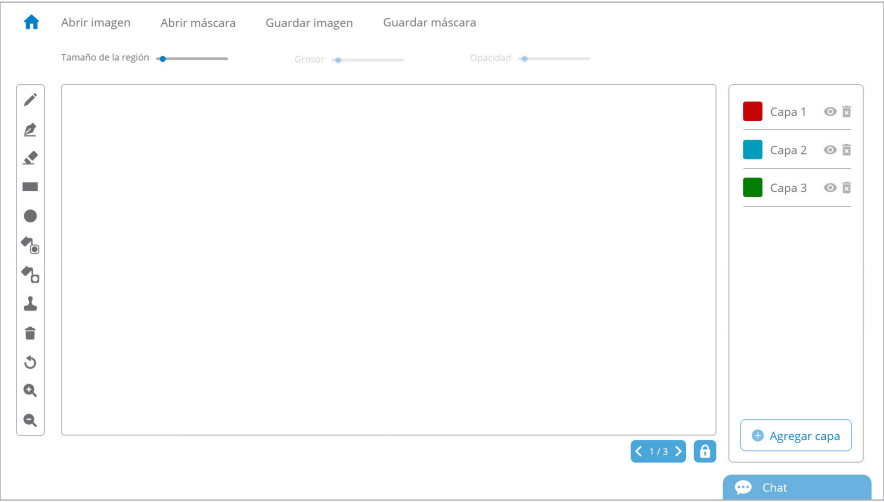 Abrir imagen Abrir máscara Guardar imagen Guardar máscara
Tamaño de la región Grosor Opacidad
Capa 1
Capa 2
Capa 3
Agregar capa
1 / 3
Chat